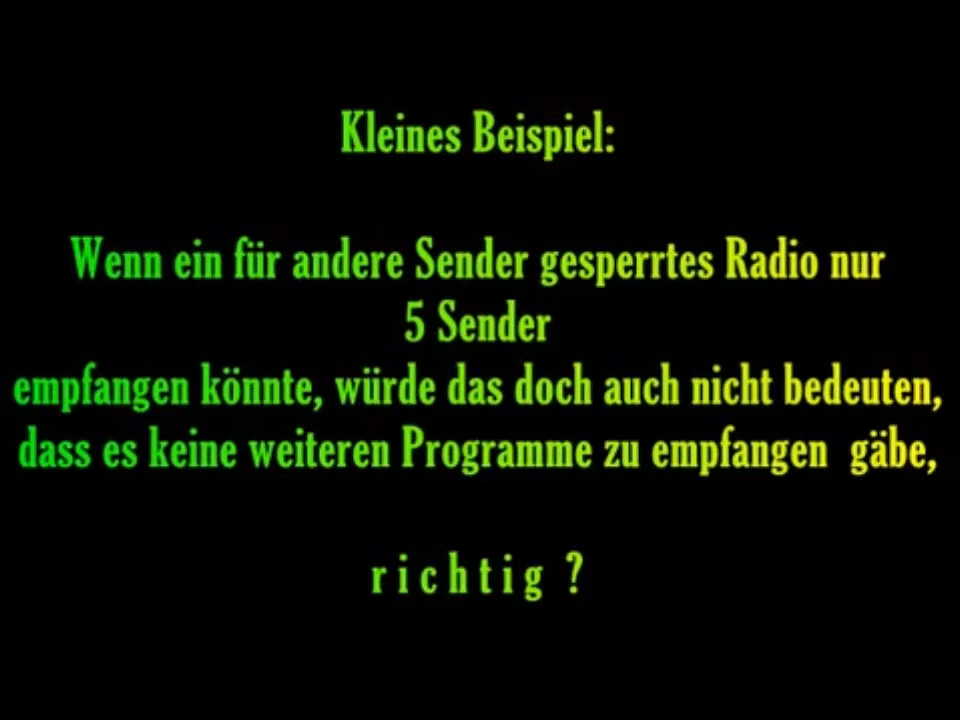 Kleines Beispiel:
Wenn ein für andere Sender gesperrtes Radio nur
5 Sender
empfangen könnte, würde das doch auch nicht bedeuten,
dass es keine weiteren Programme zu empfangen  gäbe,
r i c h t i g  ?